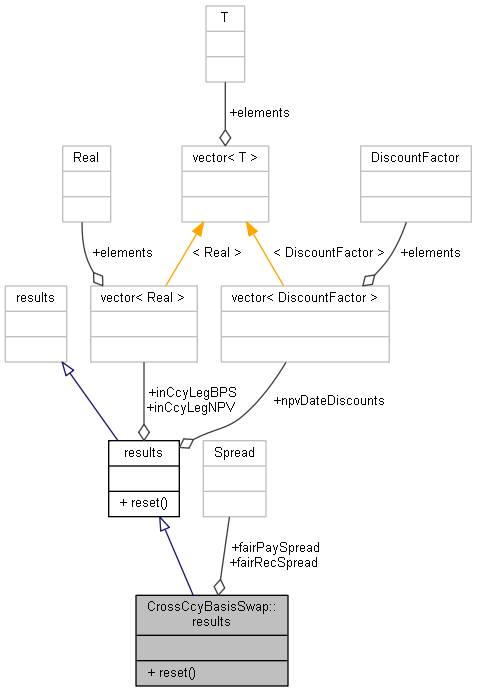 T
+elements
Real
vector< T >
DiscountFactor
+elements
< Real >
< DiscountFactor >
+elements
results
vector< Real >
vector< DiscountFactor >
+inCcyLegBPS
+inCcyLegNPV
+npvDateDiscounts
results
+ reset()
Spread
+fairPaySpread
+fairRecSpread
CrossCcyBasisSwap::
results
+ reset()